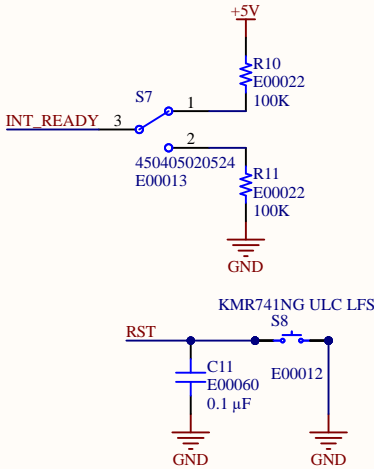 +5V
R10
E00022
100K
S7
1
INT_READY
3
2
450405020524
E00013
R11
E00022
100K
GND
KMR741NG ULC LFS
S8
RST
E00012
C11
E00060
0.1 µF
GND
GND